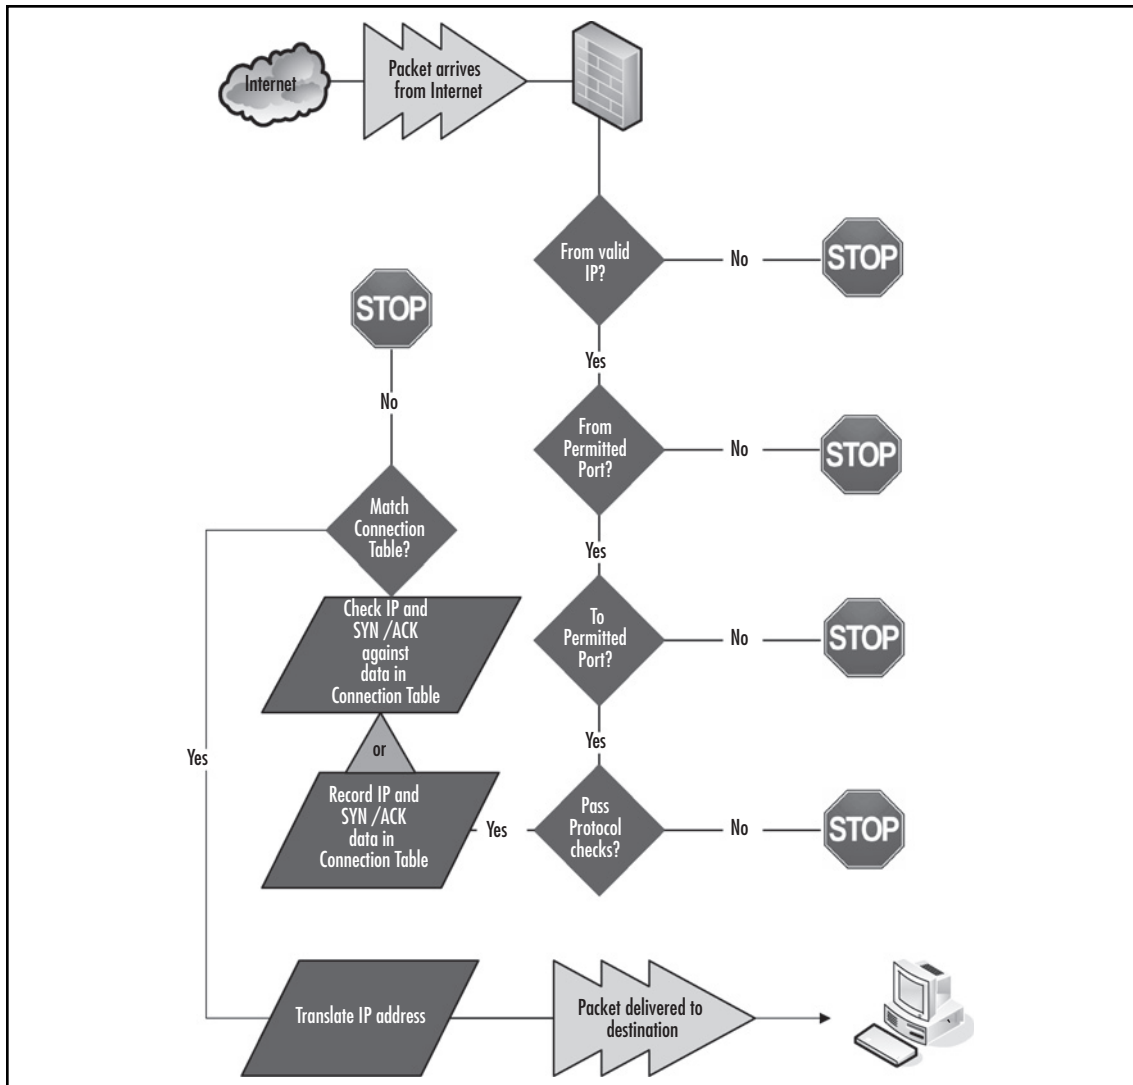 Internet
Packet arrives
from Internet
From valid
IP?
No
STOP
Yes
From
Permitted
Port?
No
STOP
Yes
To
Permitted
Port?
No
STOP
Yes
Pass
Protocol
checks?
No
STOP
Yes
Record IP and
SYN /ACK
data in
Connection Table
or
Check IP and
SYN /ACK
against
data in
Connection Table
Match
Connection
Table?
No
STOP
Yes
Translate IP address
Packet delivered to
destination